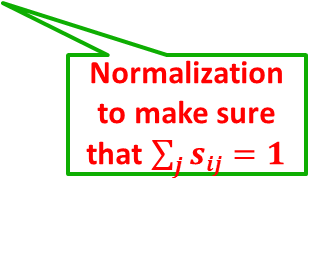 Normalization
to make sure
that ∑ⱼ 𝒔ᵢⱼ = 𝟏